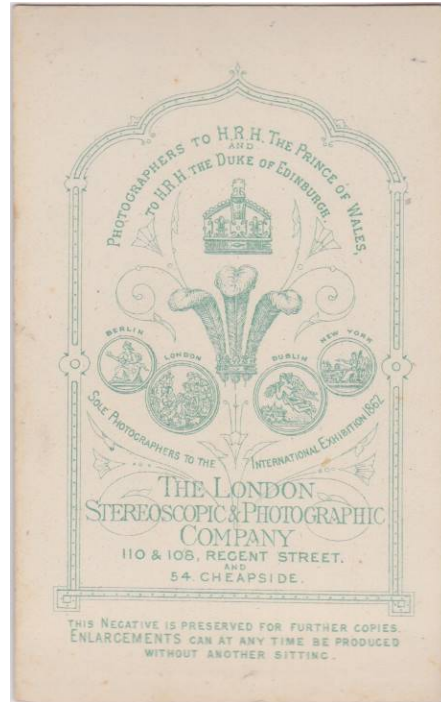 PHOTOGRAPHERS TO H.R.H. THE PRINCE OF WALES,
AND
TO H.R.H. THE DUKE OF EDINBURGH.
BERLIN
LONDON
DUBLIN
NEW YORK
SOLE PHOTOGRAPHERS TO THE INTERNATIONAL EXHIBITION 1862
THE LONDON
STEREOSCOPIC & PHOTOGRAPHIC
COMPANY
110 & 108, REGENT STREET.
AND
54. CHEAPSIDE.
THIS NEGATIVE IS PRESERVED FOR FURTHER COPIES.
ENLARGEMENTS CAN AT ANY TIME BE PRODUCED
WITHOUT ANOTHER SITTING.